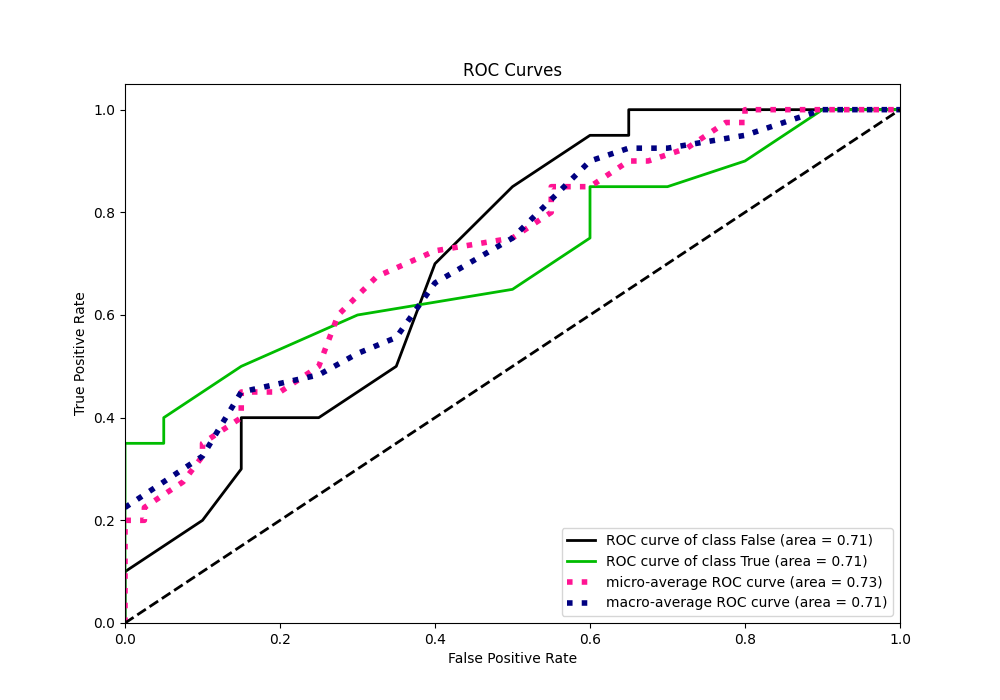 ROC Curves
True Positive Rate
1.0
0.8
0.6
0.4
0.2
0.0
ROC curve of class False (area = 0.71)
ROC curve of class True (area = 0.71)
micro-average ROC curve (area = 0.73)
macro-average ROC curve (area = 0.71)
0.0 0.2 0.4 0.6 0.8 1.0
False Positive Rate